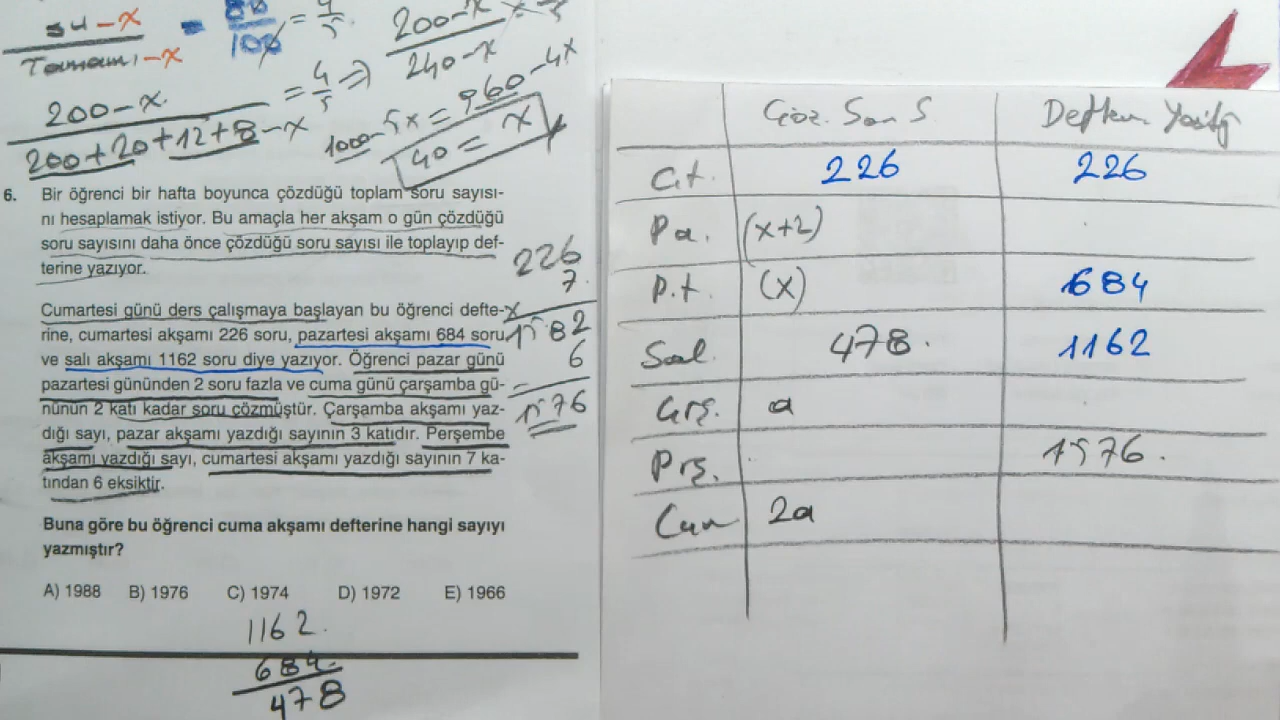 su-x
Tamamı-x
= 80/100 = 4/5
200-x
240-x
200-x
200+20+12+8-x
= 4/5 =>
1000-5x = 960-4x
40 = x
6. Bir öğrenci bir hafta boyunca çözdüğü toplam soru sayısı-
nı hesaplamak istiyor. Bu amaçla her akşam o gün çözdüğü
soru sayısını daha önce çözdüğü soru sayısı ile toplayıp def-
terine yazıyor.
Cumartesi günü ders çalışmaya başlayan bu öğrenci defte-
rine, cumartesi akşamı 226 soru, pazartesi akşamı 684 soru
ve salı akşamı 1162 soru diye yazıyor. Öğrenci pazar günü
pazartesi gününden 2 soru fazla ve cuma günü çarşamba gü-
nünün 2 katı kadar soru çözmüştür. Çarşamba akşamı yaz-
dığı sayı, pazar akşamı yazdığı sayının 3 katıdır. Perşembe
akşamı yazdığı sayı, cumartesi akşamı yazdığı sayının 7 ka-
tından 6 eksiktir.
Buna göre bu öğrenci cuma akşamı defterine hangi sayıyı
yazmıştır?
A) 1988 B) 1976 C) 1974 D) 1972 E) 1966
226
7
x
1582
6
-
1576
1162
684
478
Çöz. Soru S.
C.t. 226 226
Pa. (x+2)
P.t. (x) 684
Sal. 478 1162
Çrş. a
Prş. 1576
Cum 2a